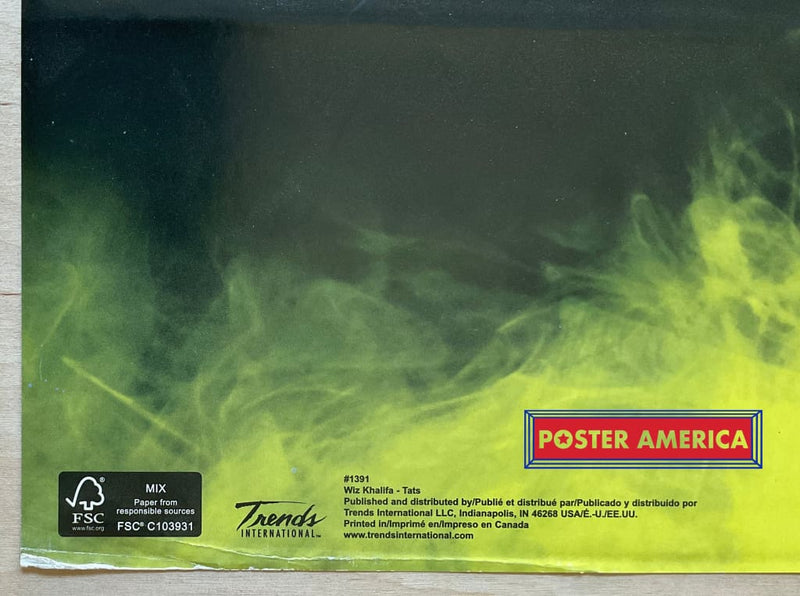 POSTER AMERICA
#1391
Wiz Khalifa - Tats
Published and distributed by/Publié et distribué par/Publicado y distribuido por
Trends International LLC, Indianapolis, IN 46268 USA/É.-U./EE.UU.
Printed in/Imprimé en/Impreso en Canada
www.trendsinternational.com
Trends
INTERNATIONAL™
®
FSC
www.fsc.org
MIX
Paper from
responsible sources
FSC® C103931